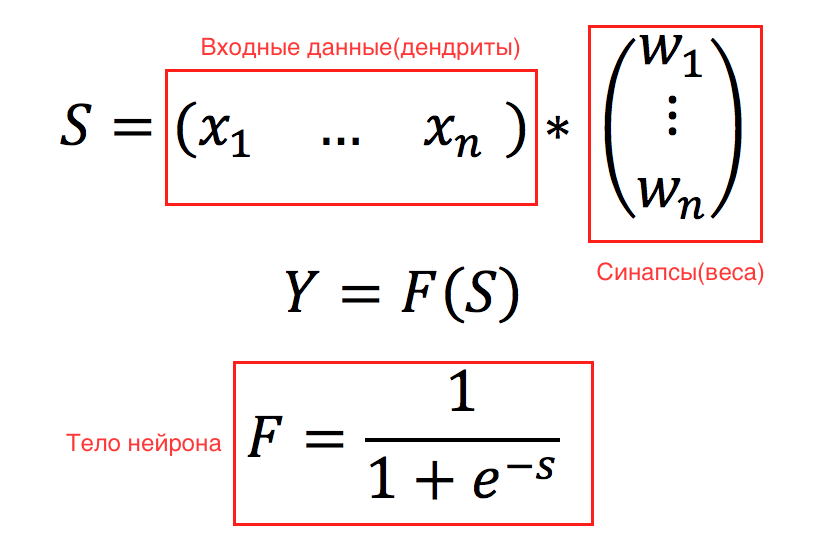 Входные данные(дендриты)
S = (x₁ ... xₙ) * (w₁ ⋮ wₙ)
Синапсы(веса)
Y = F(S)
Тело нейрона
F = 1 / (1 + e⁻ˢ)